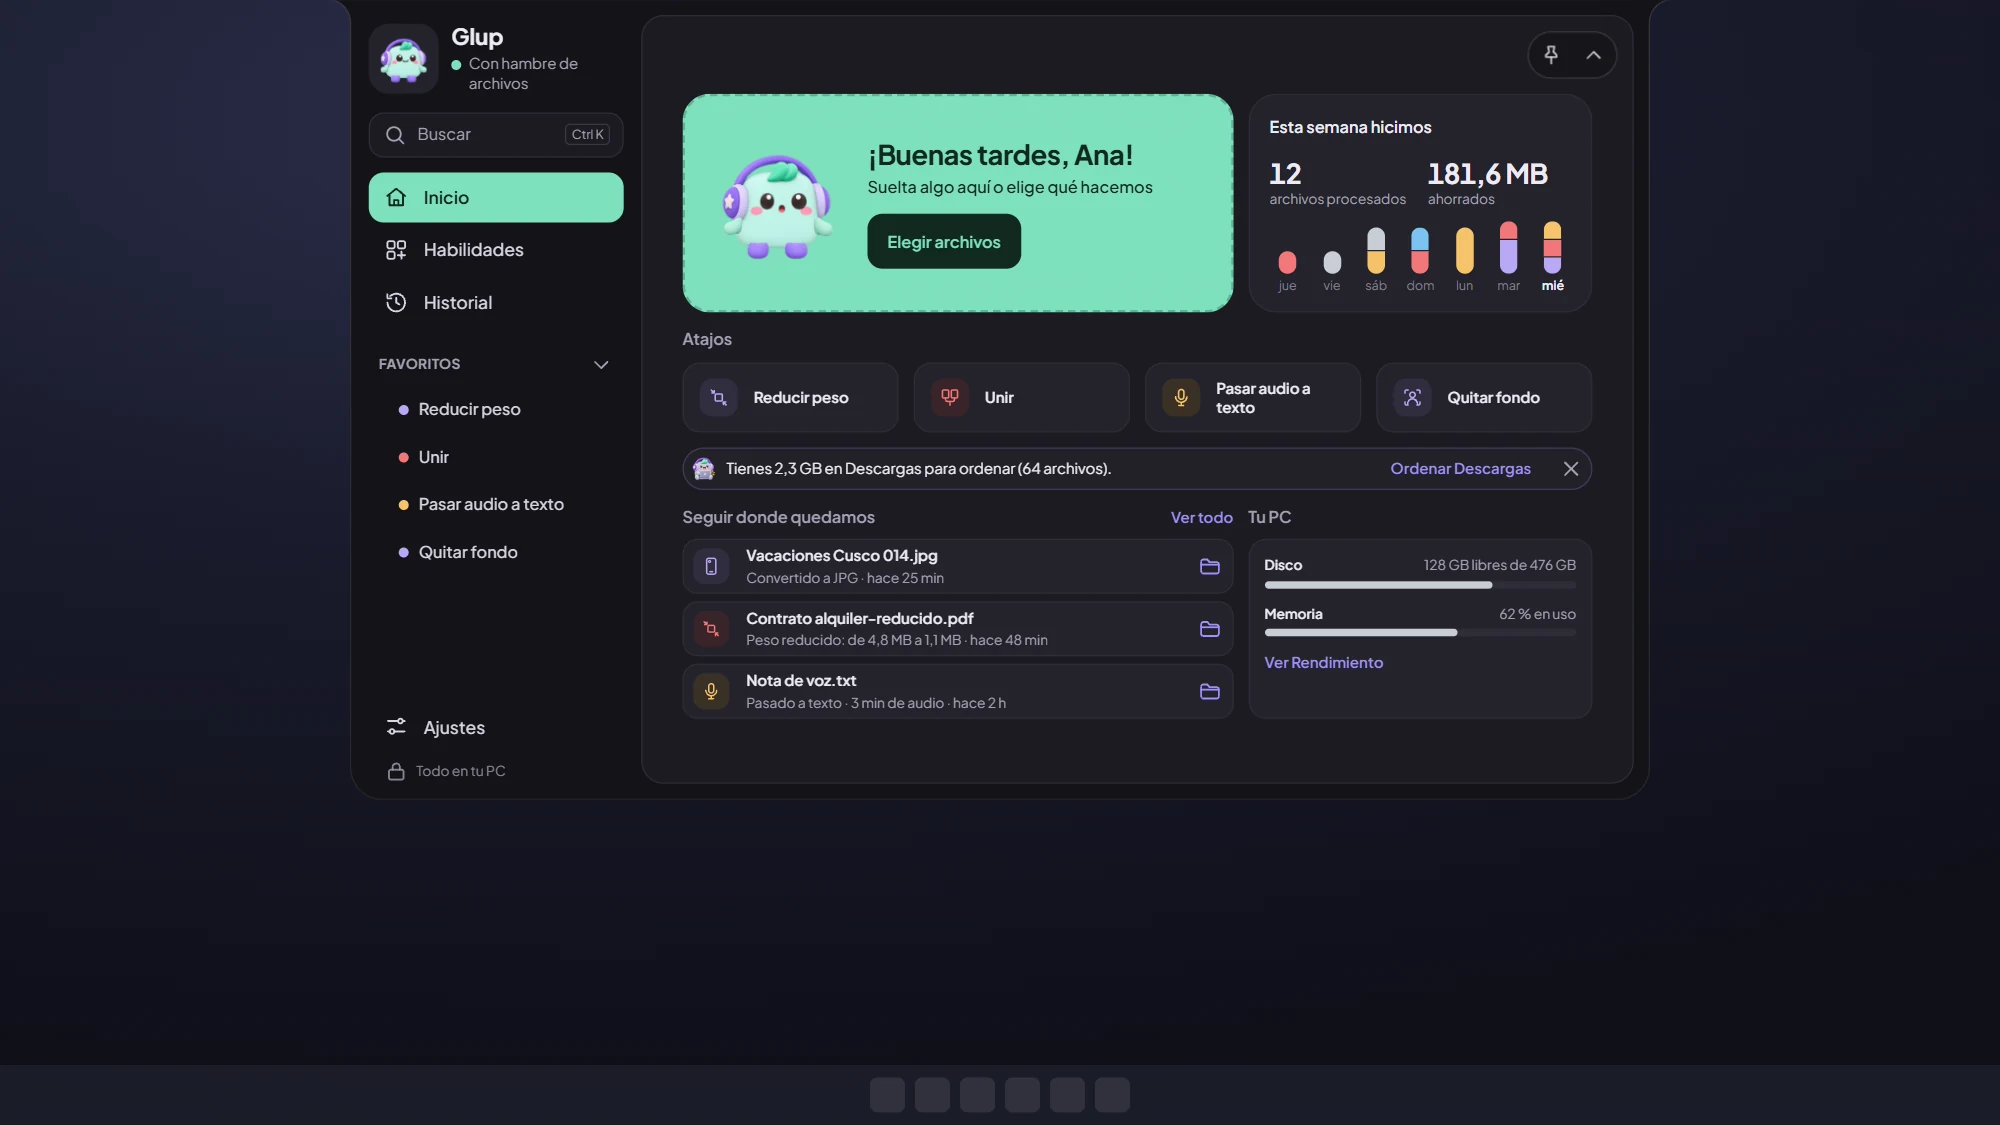 Glup
Con hambre de
archivos
Buscar
Ctrl K
Inicio
Habilidades
Historial
FAVORITOS
Reducir peso
Unir
Pasar audio a texto
Quitar fondo
Ajustes
Todo en tu PC
¡Buenas tardes, Ana!
Suelta algo aquí o elige qué hacemos
Elegir archivos
Esta semana hicimos
12
archivos procesados
181,6 MB
ahorrados
jue vie sáb dom lun mar mié
Atajos
Reducir peso
Unir
Pasar audio a
texto
Quitar fondo
Tienes 2,3 GB en Descargas para ordenar (64 archivos).
Ordenar Descargas
Seguir donde quedamos
Ver todo
Vacaciones Cusco 014.jpg
Convertido a JPG · hace 25 min
Contrato alquiler-reducido.pdf
Peso reducido: de 4,8 MB a 1,1 MB · hace 48 min
Nota de voz.txt
Pasado a texto · 3 min de audio · hace 2 h
Tu PC
Disco
128 GB libres de 476 GB
Memoria
62 % en uso
Ver Rendimiento